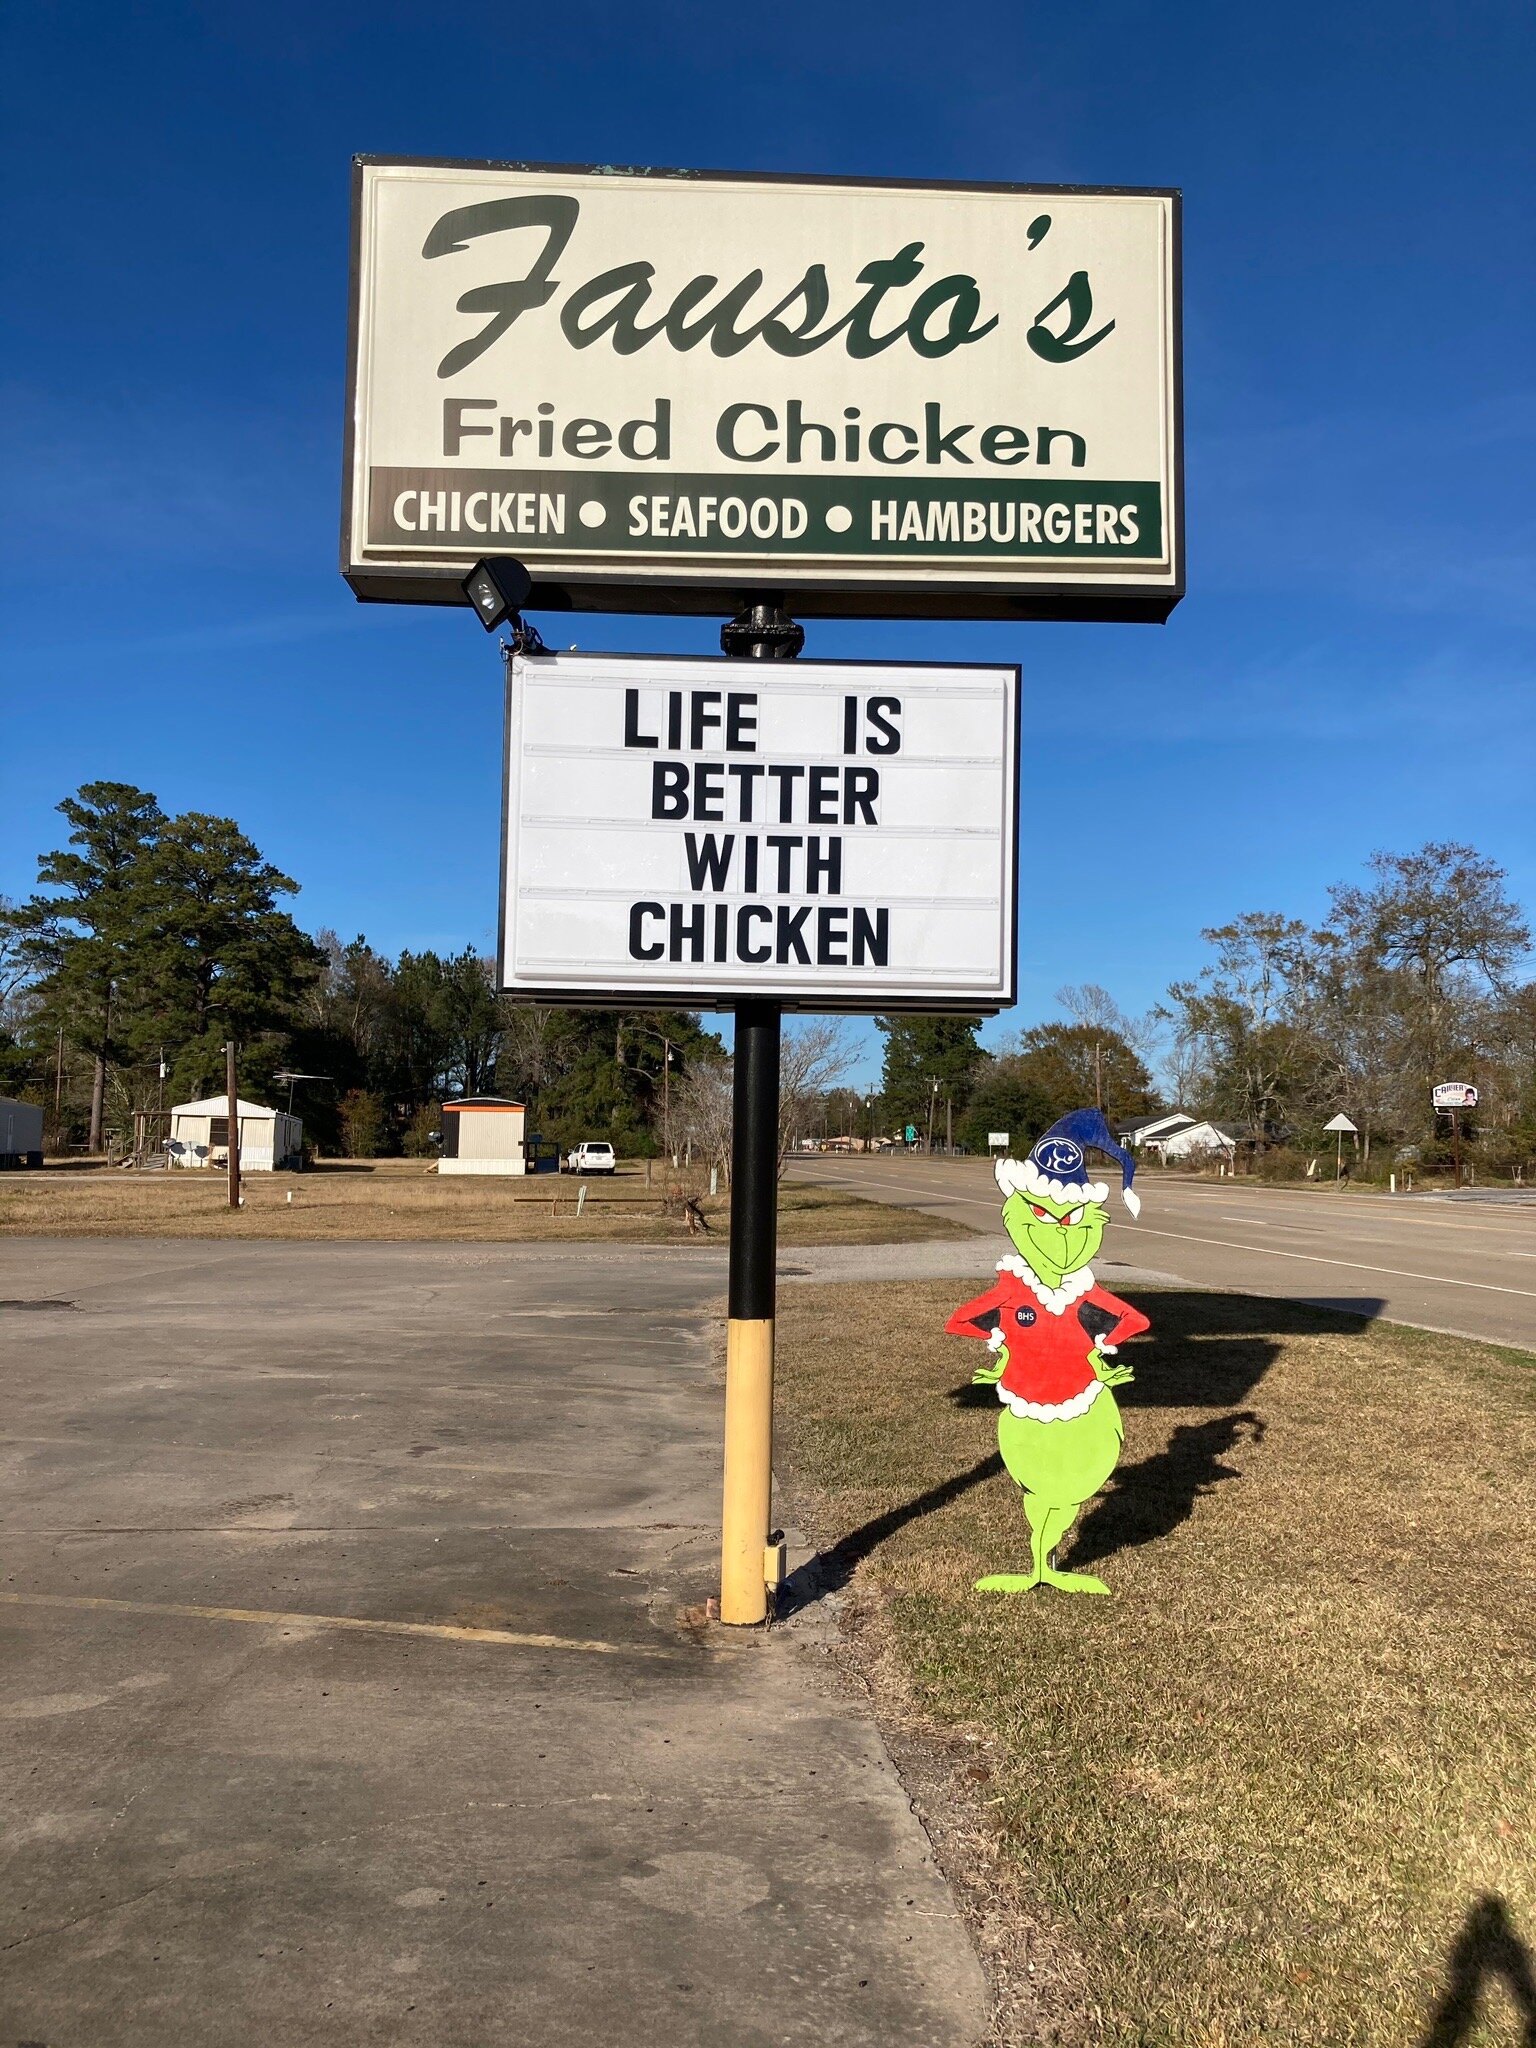 Fausto's
Fried Chicken
CHICKEN • SEAFOOD • HAMBURGERS
LIFE IS
BETTER
WITH
CHICKEN
BHS